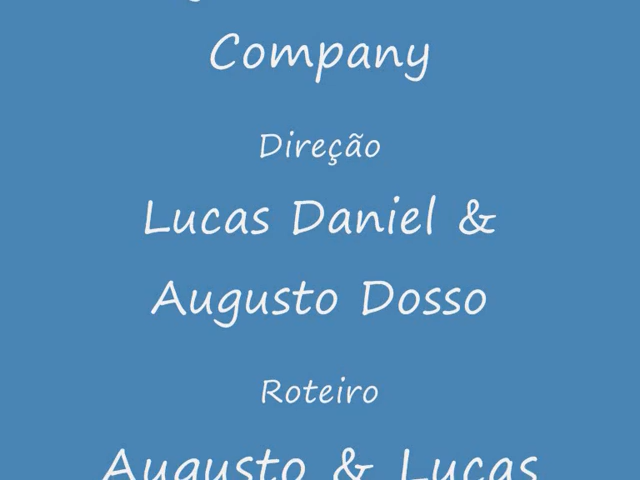 Company
Direção
Lucas Daniel &
Augusto Dosso
Roteiro
Augusto & Lucas